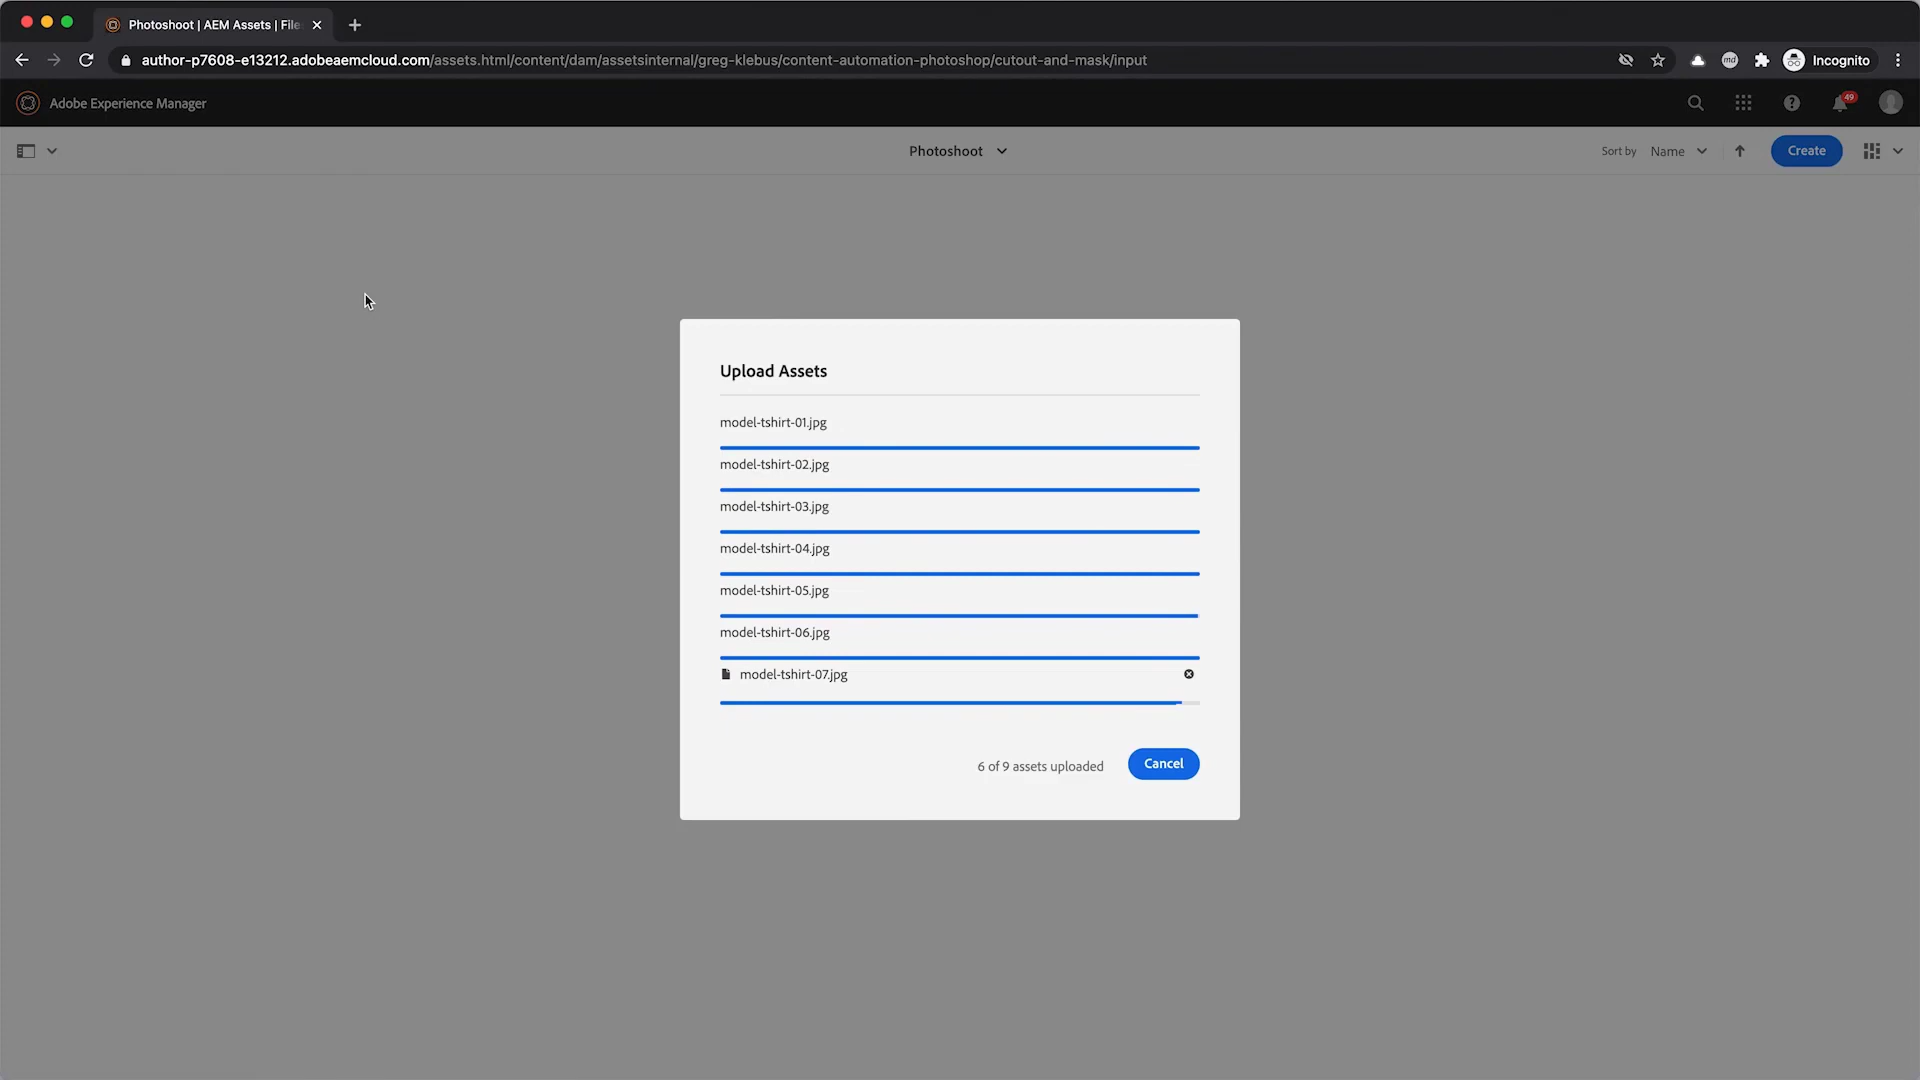 Photoshoot | AEM Assets | File
author-p7608-e13212.adobeaemcloud.com/assets.html/content/dam/assetsinternal/greg-klebus/content-automation-photoshop/cutout-and-mask/input
md
Incognito
Adobe Experience Manager
49
Photoshoot
Sort by Name
Create
Upload Assets
model-tshirt-01.jpg
model-tshirt-02.jpg
model-tshirt-03.jpg
model-tshirt-04.jpg
model-tshirt-05.jpg
model-tshirt-06.jpg
model-tshirt-07.jpg
6 of 9 assets uploaded
Cancel